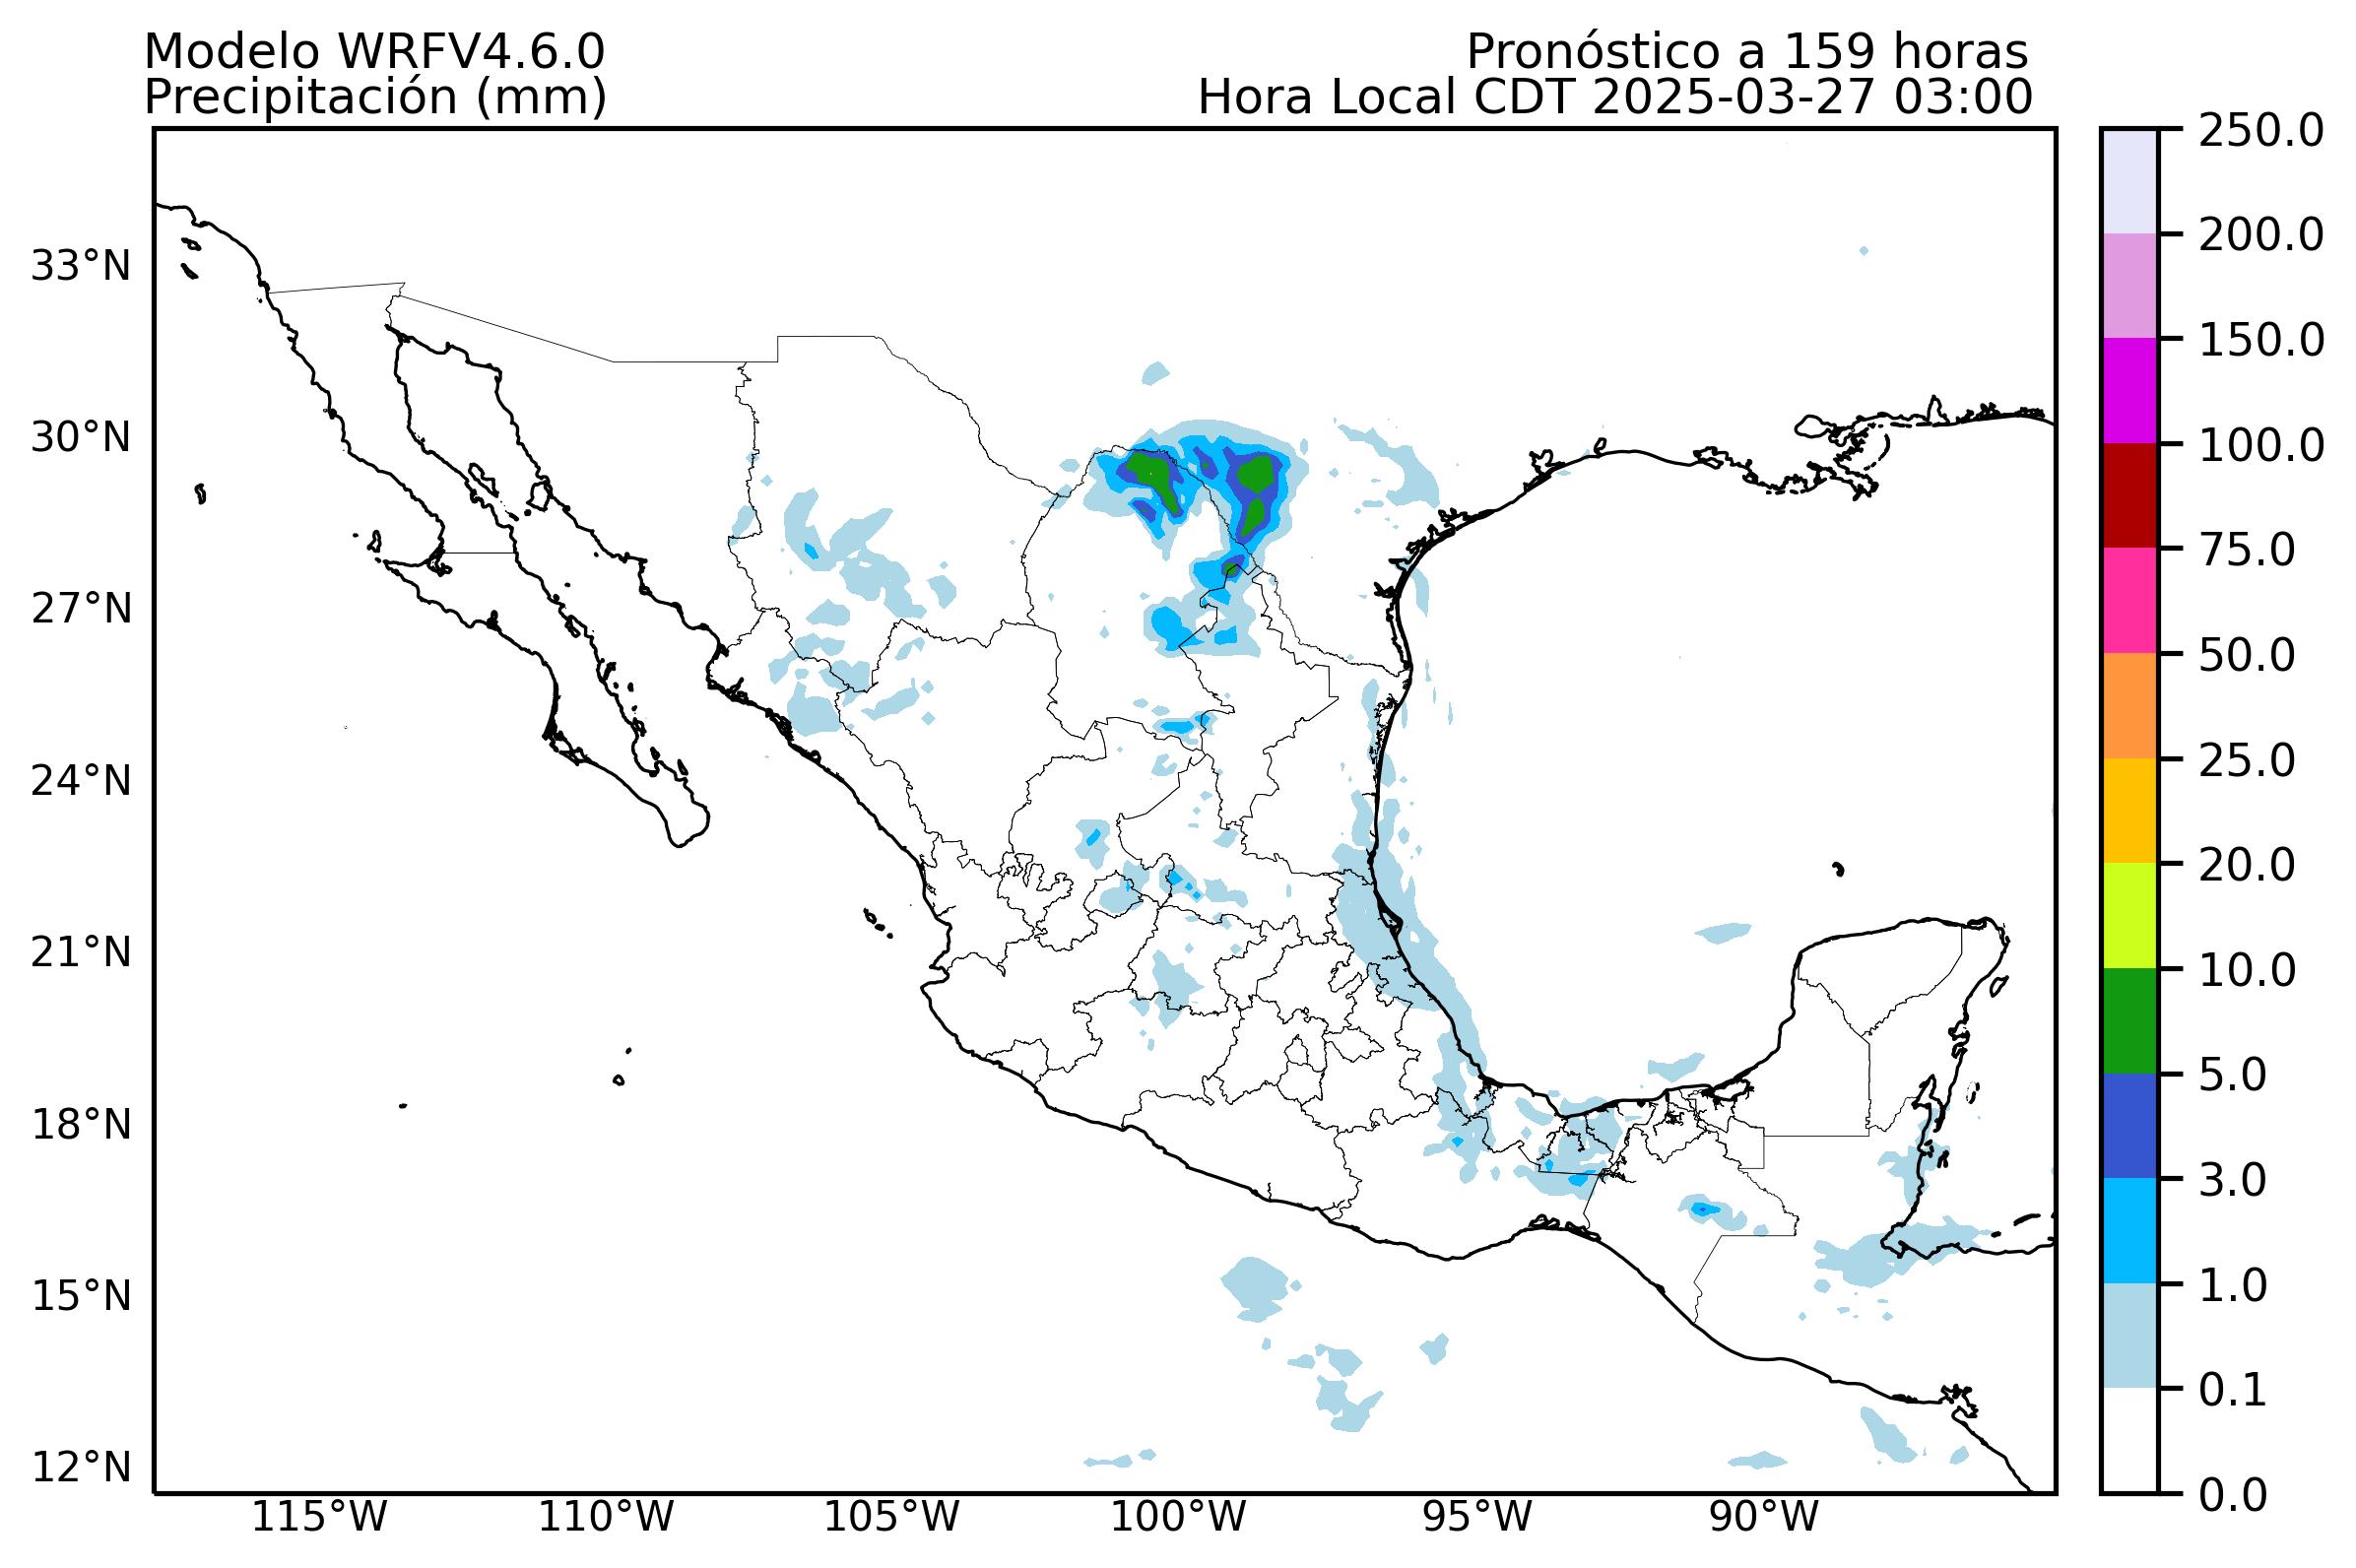 Modelo WRFV4.6.0
Precipitación (mm)
Pronóstico a 159 horas
Hora Local CDT 2025-03-27 03:00
33°N
30°N
27°N
24°N
21°N
18°N
15°N
12°N
115°W
110°W
105°W
100°W
95°W
90°W
250.0
200.0
150.0
100.0
75.0
50.0
25.0
20.0
10.0
5.0
3.0
1.0
0.1
0.0